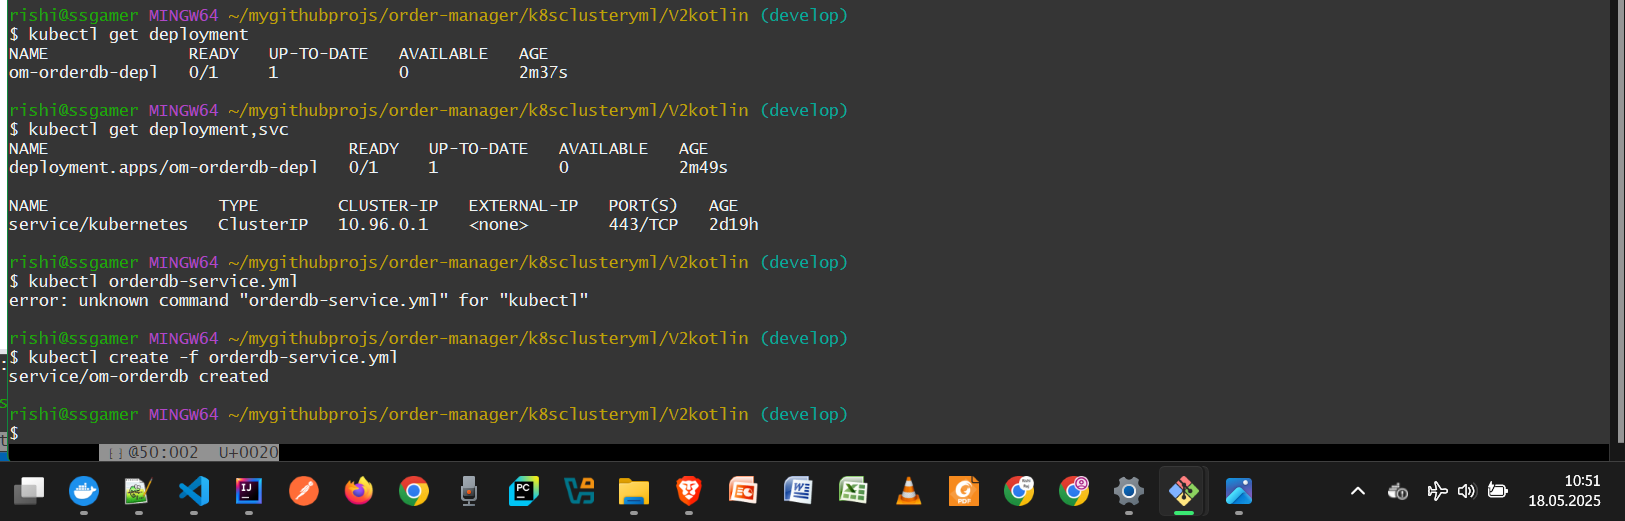 rishi@ssgamer MINGW64 ~/mygithubprojs/order-manager/k8sclusteryml/V2kotlin (develop)
$ kubectl get deployment
NAME READY UP-TO-DATE AVAILABLE AGE
om-orderdb-depl 0/1 1 0 2m37s
rishi@ssgamer MINGW64 ~/mygithubprojs/order-manager/k8sclusteryml/V2kotlin (develop)
$ kubectl get deployment,svc
NAME READY UP-TO-DATE AVAILABLE AGE
deployment.apps/om-orderdb-depl 0/1 1 0 2m49s
NAME TYPE CLUSTER-IP EXTERNAL-IP PORT(S) AGE
service/kubernetes ClusterIP 10.96.0.1 <none> 443/TCP 2d19h
rishi@ssgamer MINGW64 ~/mygithubprojs/order-manager/k8sclusteryml/V2kotlin (develop)
$ kubectl orderdb-service.yml
error: unknown command "orderdb-service.yml" for "kubectl"
rishi@ssgamer MINGW64 ~/mygithubprojs/order-manager/k8sclusteryml/V2kotlin (develop)
$ kubectl create -f orderdb-service.yml
service/om-orderdb created
rishi@ssgamer MINGW64 ~/mygithubprojs/order-manager/k8sclusteryml/V2kotlin (develop)
$
@50:002 U+0020
10:51
18.05.2025